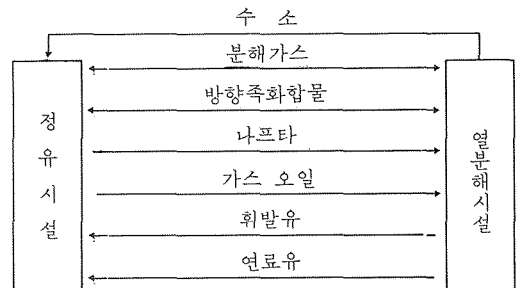 수 소
분해가스
방향족화합물
나프타
가스 오일
휘발유
연료유
정유시설
열분해시설